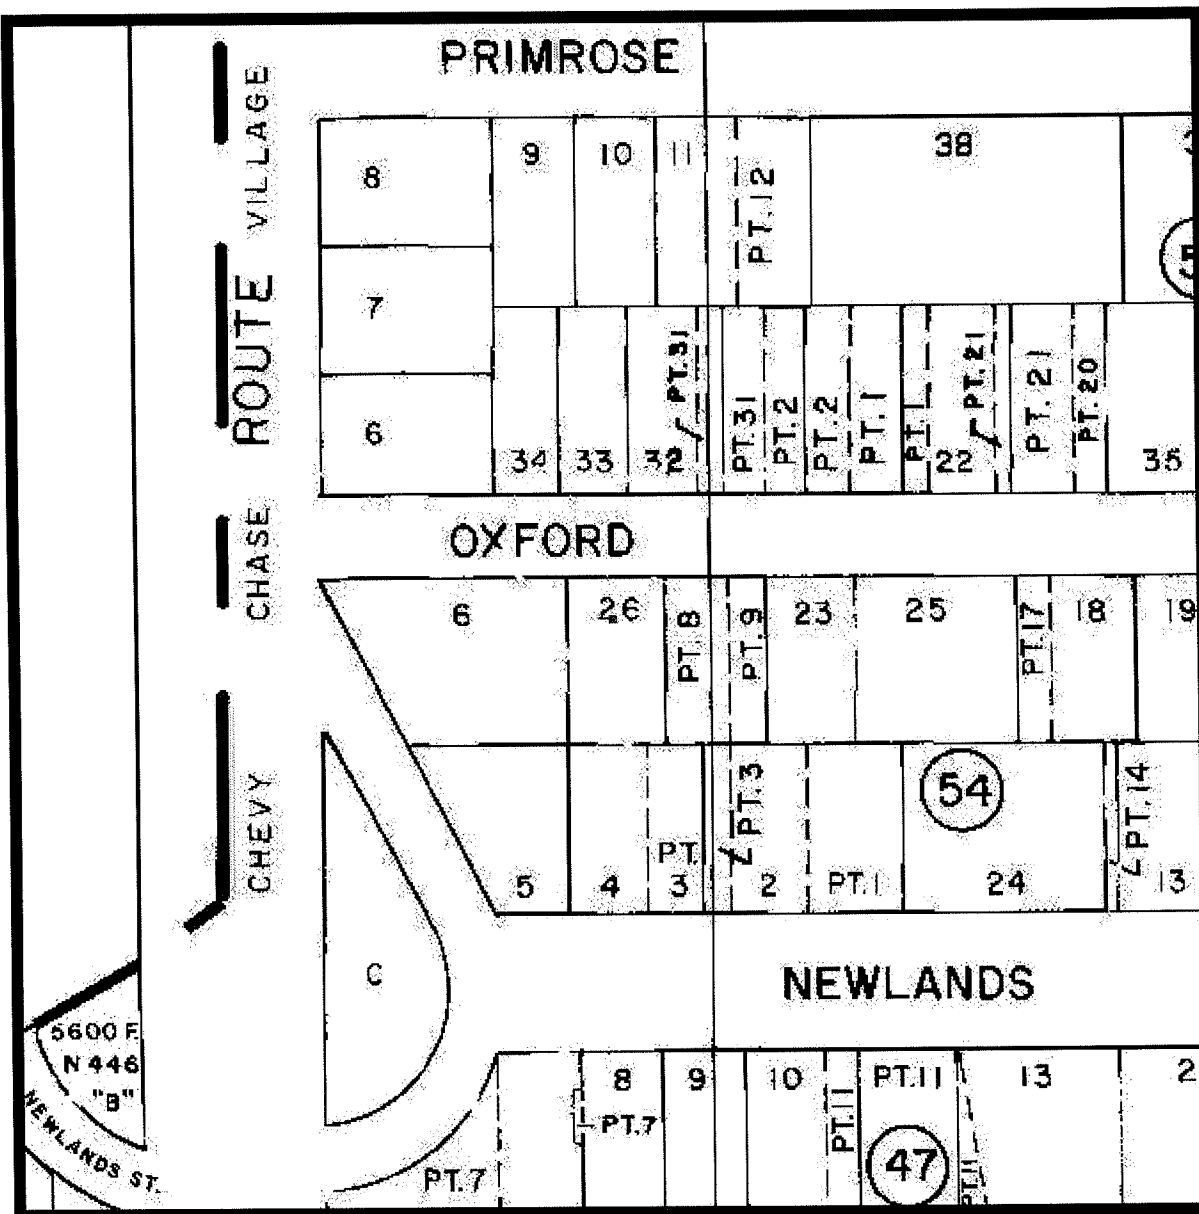 PRIMROSE
ROUTE
CHEVY CHASE VILLAGE
8
9
10
11
PT.12
38
7
6
34
33
32
PT.31
PT.31
PT.2
PT.2
PT.1
PT.1
22
PT.21
PT.21
PT.20
35
OXFORD
6
26
PT.8
PT.9
23
25
PT.17
18
19
5
4
PT.
3
PT.3
2
PT.1
54
24
PT.14
13
C
NEWLANDS
5600 F.
N 446
"B"
NEWLANDS ST.
PT.7
8
PT.7
9
10
PT.11
PT.11
47
PT.11
13
2